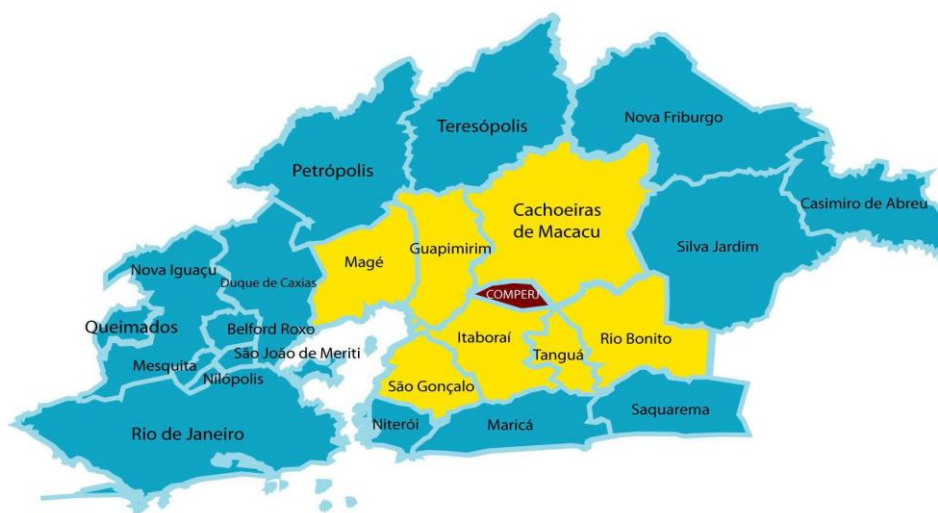 Teresópolis
Nova Friburgo
Petrópolis
Casimiro de Abreu
Cachoeiras
de Macacu
Silva Jardim
Guapimirim
Magé
Nova Iguaçu
Duque de Caxias
COMPERJ
Queimados
Belford Roxo
Itaboraí
Rio Bonito
Tanguá
São João de Meriti
Mesquita
Nilópolis
São Gonçalo
Saquarema
Niterói
Maricá
Rio de Janeiro